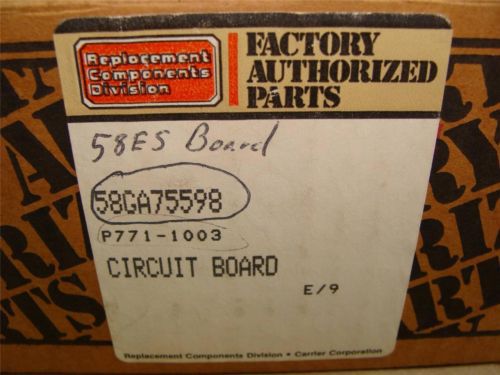 Replacement
Components
Division
FACTORY
AUTHORIZED
PARTS
58ES Board
58GA75598
P771-1003
CIRCUIT BOARD
E/9
Replacement Components Division • Carrier Corporation